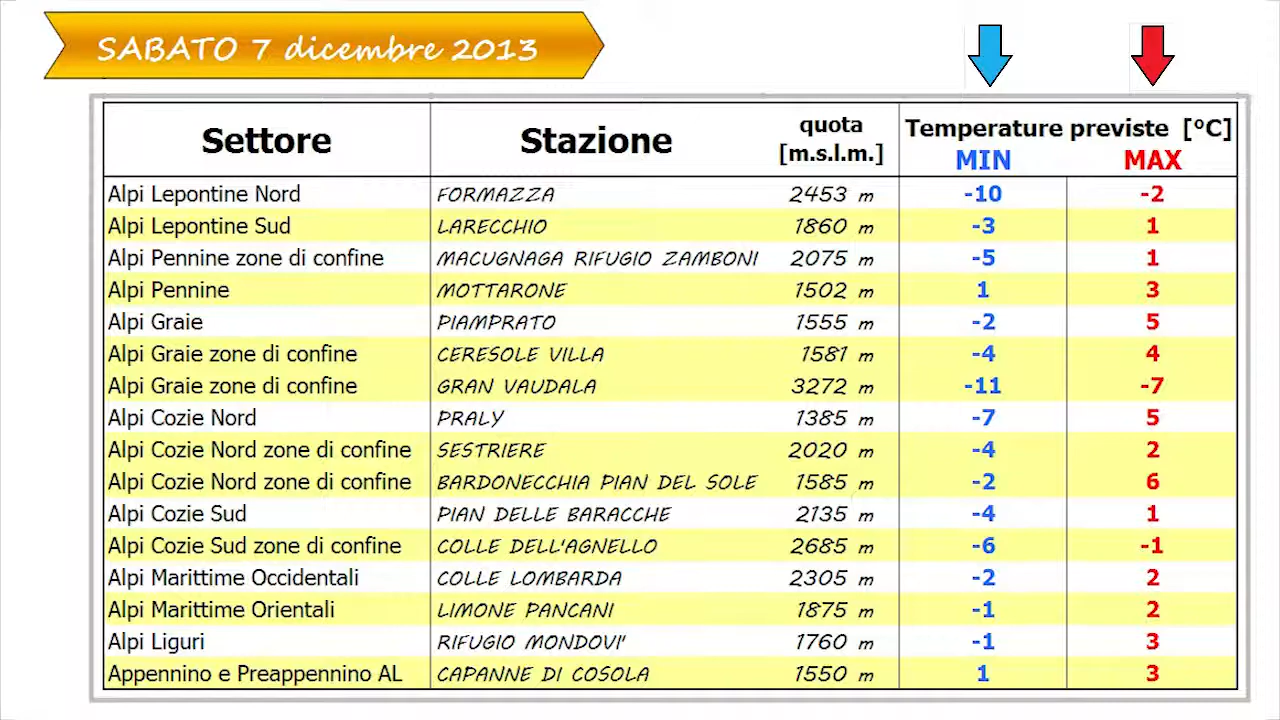 SABATO 7 dicembre 2013
Settore Stazione quota [m.s.l.m.] Temperature previste [°C]
MIN MAX
Alpi Lepontine Nord FORMAZZA 2453 m -10 -2
Alpi Lepontine Sud LARECCHIO 1860 m -3 1
Alpi Pennine zone di confine MACUGNAGA RIFUGIO ZAMBONI 2075 m -5 1
Alpi Pennine MOTTARONE 1502 m 1 3
Alpi Graie PIAMPRATO 1555 m -2 5
Alpi Graie zone di confine CERESOLE VILLA 1581 m -4 4
Alpi Graie zone di confine GRAN VAUDALA 3272 m -11 -7
Alpi Cozie Nord PRALY 1385 m -7 5
Alpi Cozie Nord zone di confine SESTRIERE 2020 m -4 2
Alpi Cozie Nord zone di confine BARDONECCHIA PIAN DEL SOLE 1585 m -2 6
Alpi Cozie Sud PIAN DELLE BARACCHE 2135 m -4 1
Alpi Cozie Sud zone di confine COLLE DELL'AGNELLO 2685 m -6 -1
Alpi Marittime Occidentali COLLE LOMBARDA 2305 m -2 2
Alpi Marittime Orientali LIMONE PANCANI 1875 m -1 2
Alpi Liguri RIFUGIO MONDOVI' 1760 m -1 3
Appennino e Preappennino AL CAPANNE DI COSOLA 1550 m 1 3